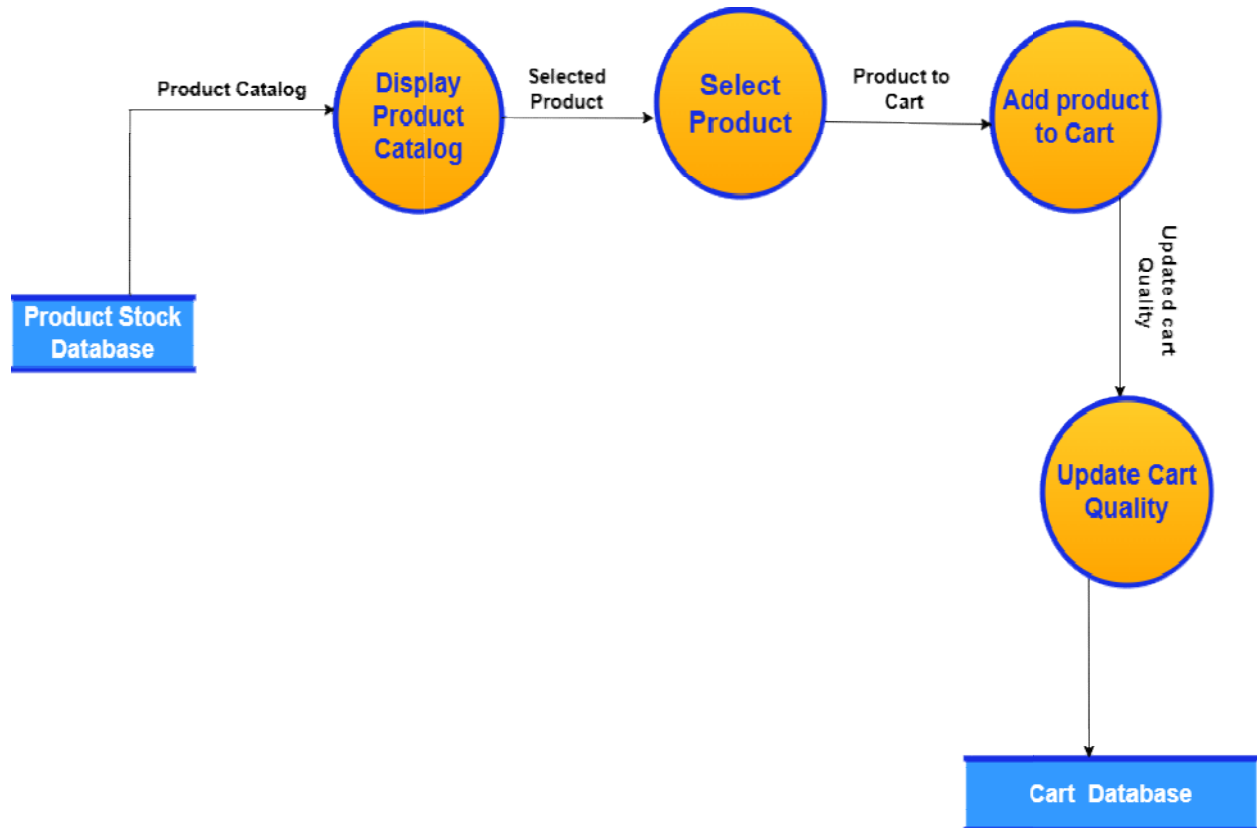 Product Catalog
Display
Product
Catalog
Selected
Product
Select
Product
Product to
Cart
Add product
to Cart
Updated cart
Quality
Product Stock
Database
Update Cart
Quality
Cart Database